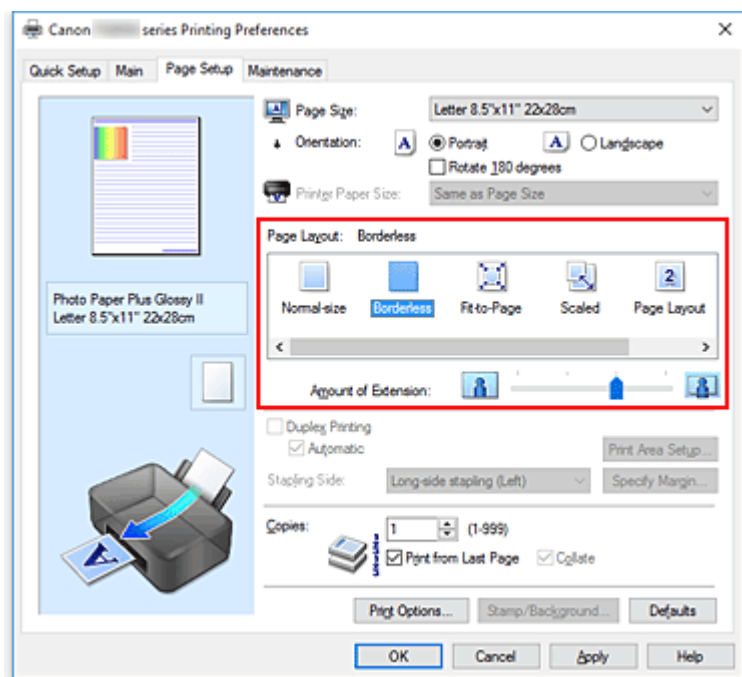 Canon series Printing Preferences
Quick Setup Main Page Setup Maintenance
Page Size: Letter 8.5"x11" 22x28cm
Orientation: A Portrait A Landscape
Rotate 180 degrees
Printer Paper Size: Same as Page Size
Page Layout: Borderless
2
Normal-size Borderless Fit-to-Page Scaled Page Layout
Photo Paper Plus Glossy II
Letter 8.5"x11" 22x28cm
Amount of Extension:
Duplex Printing
Automatic Print Area Setup...
Stapling Side: Long-side stapling (Left) Specify Margin...
Copies: 1 (1-999)
Print from Last Page Collate
A
Print Options... Stamp/Background... Defaults
OK Cancel Apply Help